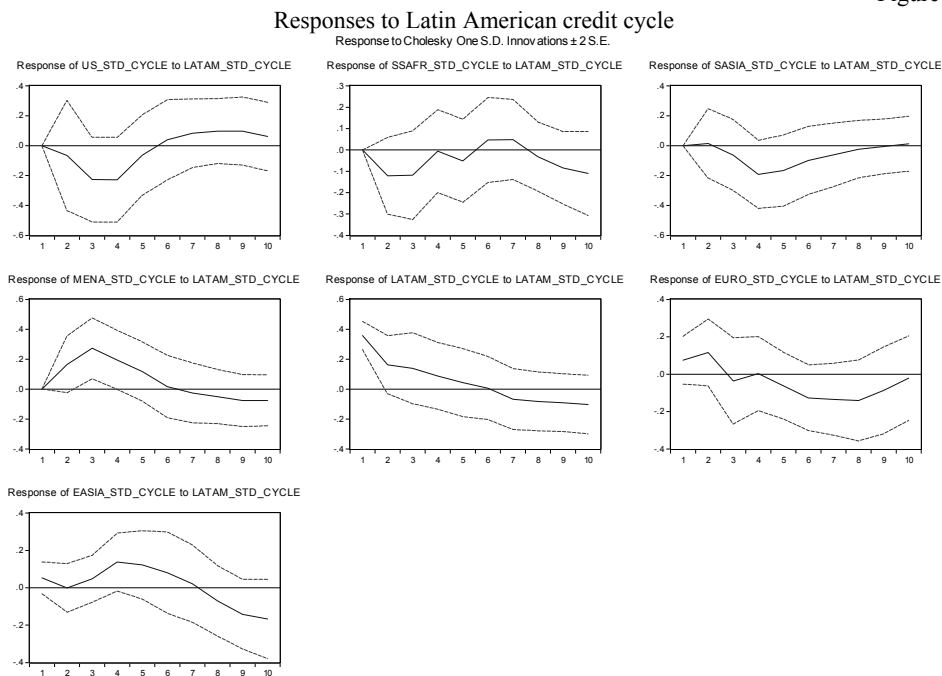 Figure
Responses to Latin American credit cycle
Response to Cholesky One S.D. Innovations ± 2 S.E.
Response of US_STD_CYCLE to LATAM_STD_CYCLE
.4
.2
.0
-.2
-.4
-.6
1 2 3 4 5 6 7 8 9 10
Response of SSAFR_STD_CYCLE to LATAM_STD_CYCLE
.3
.2
.1
.0
-.1
-.2
-.3
-.4
1 2 3 4 5 6 7 8 9 10
Response of SASIA_STD_CYCLE to LATAM_STD_CYCLE
.4
.2
.0
-.2
-.4
-.6
1 2 3 4 5 6 7 8 9 10
Response of MENA_STD_CYCLE to LATAM_STD_CYCLE
.6
.4
.2
.0
-.2
-.4
1 2 3 4 5 6 7 8 9 10
Response of LATAM_STD_CYCLE to LATAM_STD_CYCLE
.6
.4
.2
.0
-.2
-.4
1 2 3 4 5 6 7 8 9 10
Response of EURO_STD_CYCLE to LATAM_STD_CYCLE
.4
.2
.0
-.2
-.4
1 2 3 4 5 6 7 8 9 10
Response of EASIA_STD_CYCLE to LATAM_STD_CYCLE
.4
.2
.0
-.2
-.4
1 2 3 4 5 6 7 8 9 10